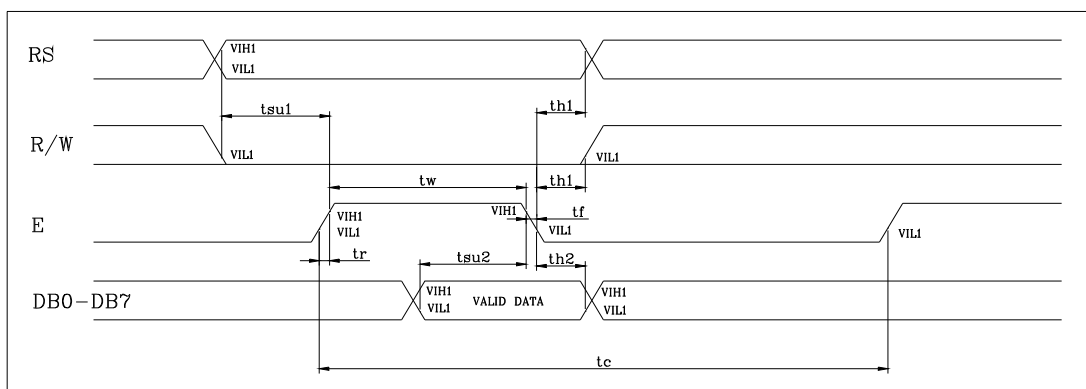 RS
VIH1
VIL1
tsu1
th1
R/W
VIL1
VIL1
tw
th1
E
VIH1
VIL1
VIH1
tf
VIL1
VIL1
tr
tsu2
th2
DB0-DB7
VIH1
VIL1
VALID DATA
VIH1
VIL1
tc